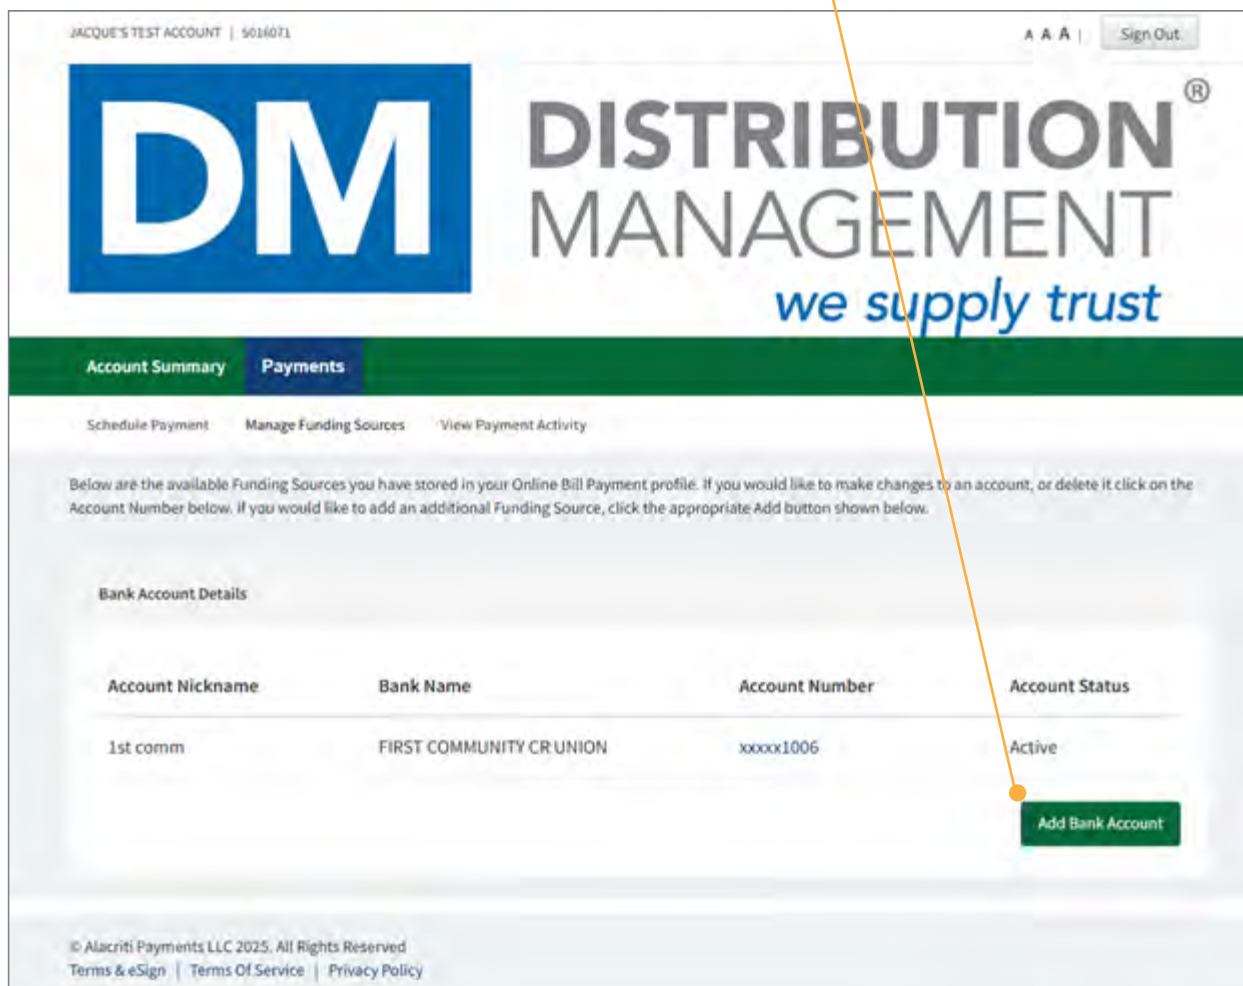 JACQUE'S TEST ACCOUNT | 5016071
A A A | Sign Out
DM
DISTRIBUTION®
MANAGEMENT
we supply trust
Account Summary Payments
Schedule Payment Manage Funding Sources View Payment Activity
Below are the available Funding Sources you have stored in your Online Bill Payment profile. If you would like to make changes to an account, or delete it click on the
Account Number below. If you would like to add an additional Funding Source, click the appropriate Add button shown below.
Bank Account Details
Account Nickname Bank Name Account Number Account Status
1st comm FIRST COMMUNITY CR UNION xxxxx1006 Active
Add Bank Account
© Alacriti Payments LLC 2025. All Rights Reserved
Terms & eSign | Terms Of Service | Privacy Policy